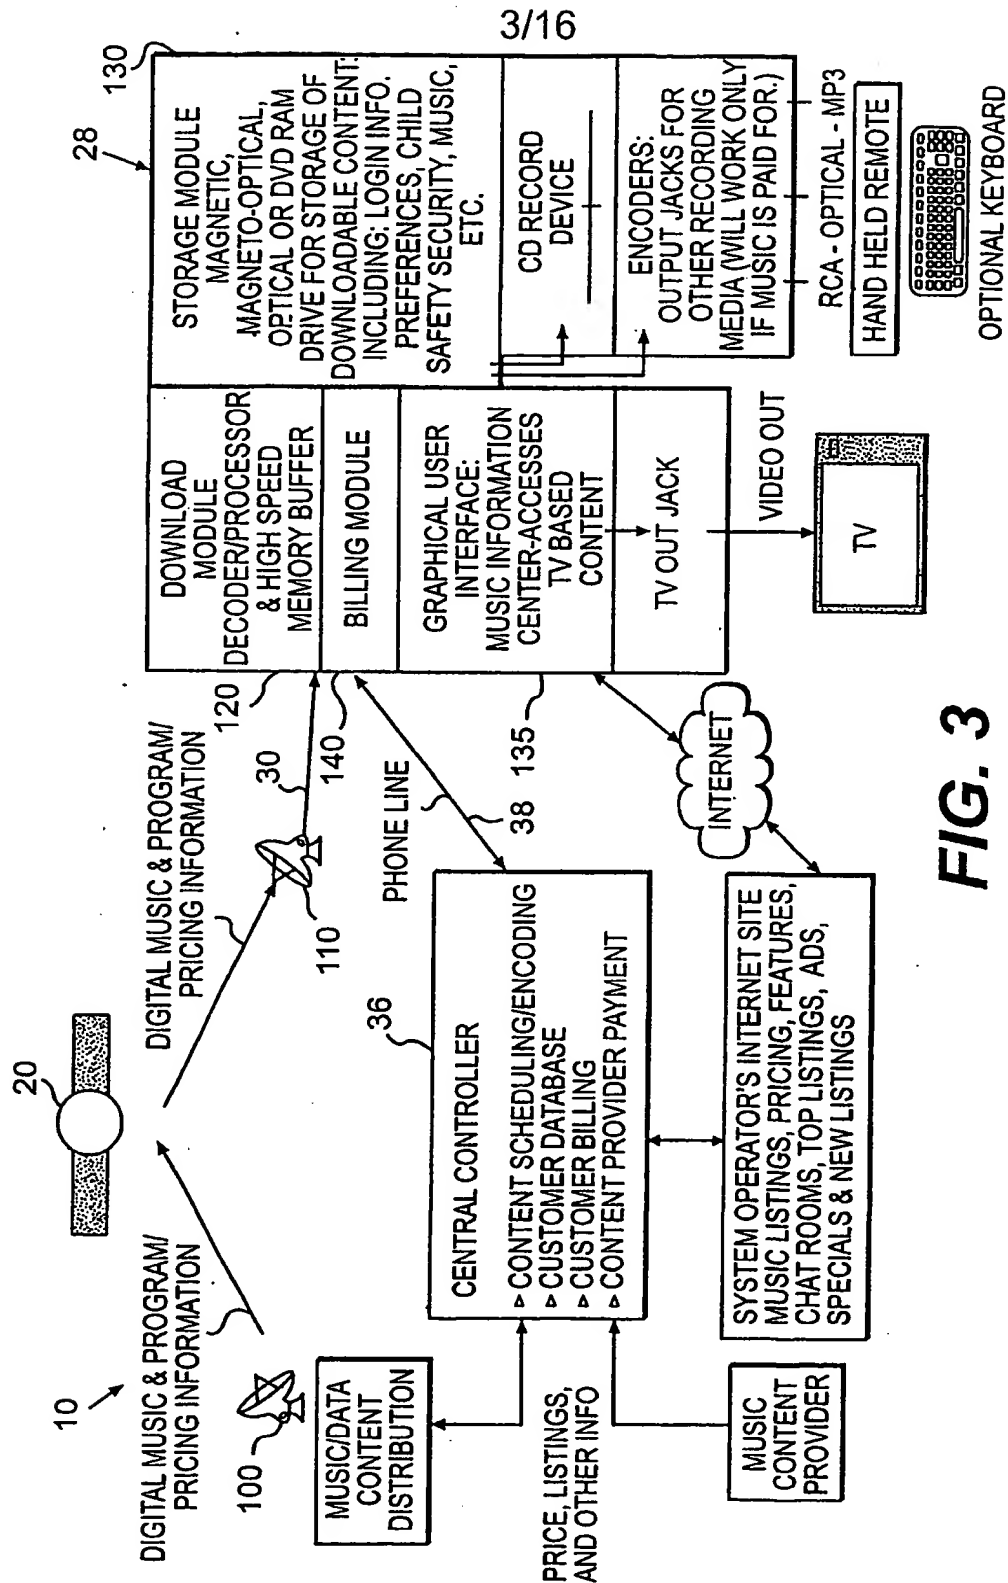 3/16
10
DIGITAL MUSIC & PROGRAM/
PRICING INFORMATION
20
DIGITAL MUSIC & PROGRAM/
PRICING INFORMATION
100
110
30
MUSIC/DATA
CONTENT
DISTRIBUTION
PRICE, LISTINGS,
AND OTHER INFO
MUSIC
CONTENT
PROVIDER
36
CENTRAL CONTROLLER
▹ CONTENT SCHEDULING/ENCODING
▹ CUSTOMER DATABASE
▹ CUSTOMER BILLING
▹ CONTENT PROVIDER PAYMENT
SYSTEM OPERATOR'S INTERNET SITE
MUSIC LISTINGS, PRICING, FEATURES,
CHAT ROOMS, TOP LISTINGS, ADS,
SPECIALS & NEW LISTINGS
PHONE LINE
38
INTERNET
120
140
135
DOWNLOAD
MODULE
DECODER/PROCESSOR
& HIGH SPEED
MEMORY BUFFER
BILLING MODULE
GRAPHICAL USER
INTERFACE:
MUSIC INFORMATION
CENTER-ACCESSES
TV BASED
CONTENT
TV OUT JACK
VIDEO OUT
TV
28
130
STORAGE MODULE
MAGNETIC,
MAGNETO-OPTICAL,
OPTICAL OR DVD RAM
DRIVE FOR STORAGE OF
DOWNLOADABLE CONTENT:
INCLUDING: LOGIN INFO.
PREFERENCES, CHILD
SAFETY SECURITY, MUSIC,
ETC.
CD RECORD
DEVICE
ENCODERS:
OUTPUT JACKS FOR
OTHER RECORDING
MEDIA (WILL WORK ONLY
IF MUSIC IS PAID FOR.)
RCA - OPTICAL - MP3
HAND HELD REMOTE
OPTIONAL KEYBOARD
FIG. 3